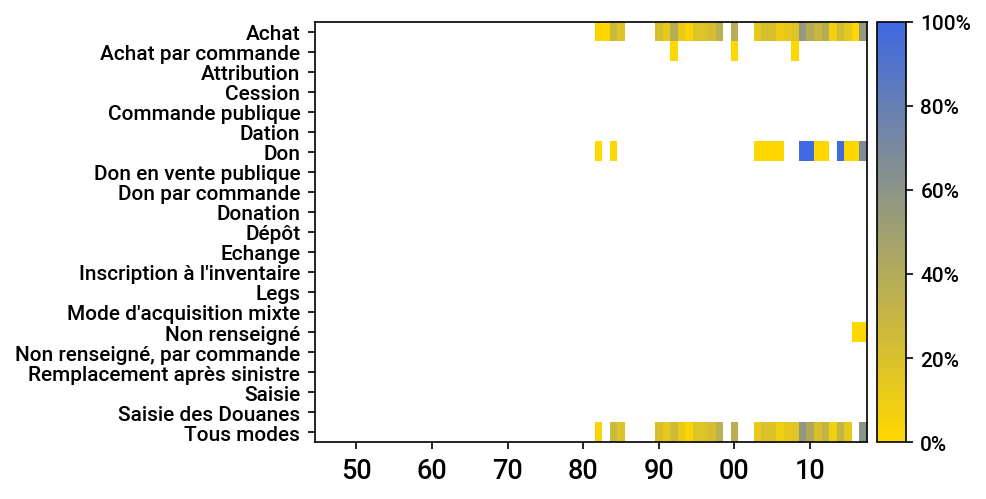 Achat
Achat par commande
Attribution
Cession
Commande publique
Dation
Don
Don en vente publique
Don par commande
Donation
Dépôt
Echange
Inscription à l'inventaire
Legs
Mode d'acquisition mixte
Non renseigné
Non renseigné, par commande
Remplacement après sinistre
Saisie
Saisie des Douanes
Tous modes
50 60 70 80 90 00 10
100%
80%
60%
40%
20%
0%